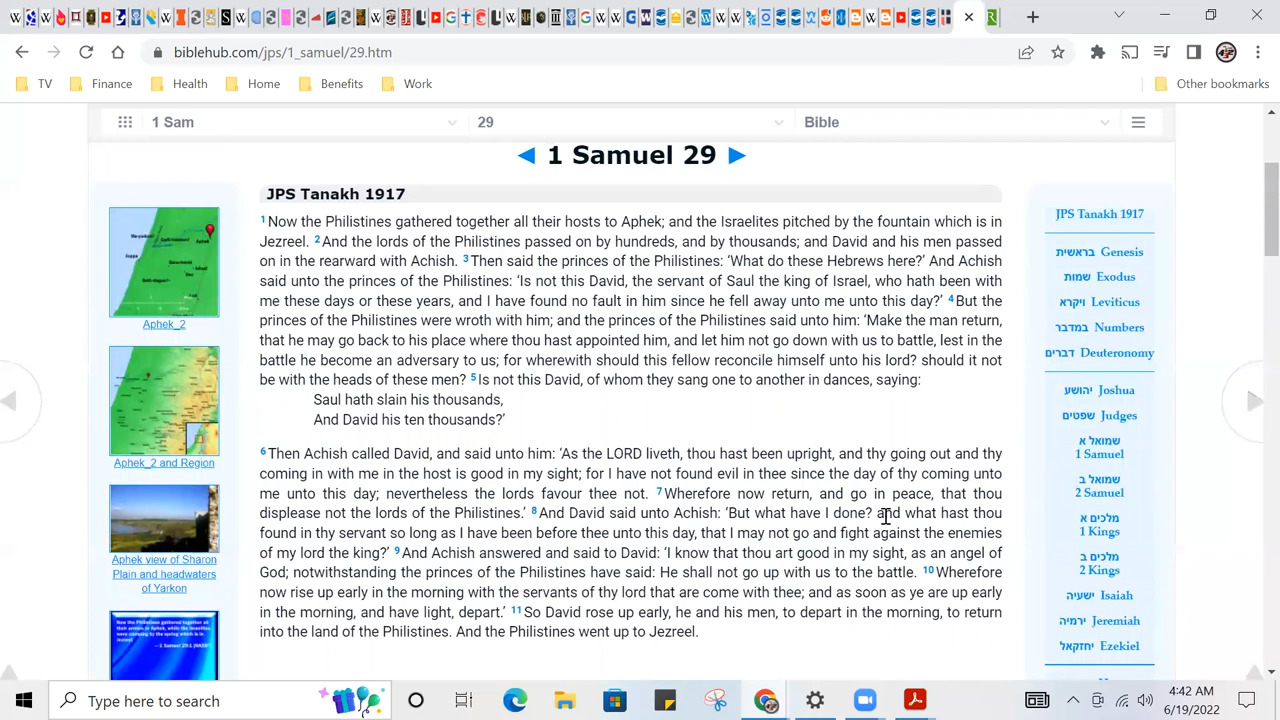 biblehub.com/jps/1_samuel/29.htm
TV Finance Health Home Benefits Work Other bookmarks
1 Sam 29 Bible
1 Samuel 29
JPS Tanakh 1917
1 Now the Philistines gathered together all their hosts to Aphek; and the Israelites pitched by the fountain which is in
Jezreel. 2 And the lords of the Philistines passed on by hundreds, and by thousands; and David and his men passed
on in the rearward with Achish. 3 Then said the princes of the Philistines: ‘What do these Hebrews here?’ And Achish
said unto the princes of the Philistines: ‘Is not this David, the servant of Saul the king of Israel, who hath been with
me these days or these years, and I have found no fault in him since he fell away unto me unto this day?’ 4 But the
princes of the Philistines were wroth with him; and the princes of the Philistines said unto him: ‘Make the man return,
that he may go back to his place where thou hast appointed him, and let him not go down with us to battle, lest in the
battle he become an adversary to us; for wherewith should this fellow reconcile himself unto his lord? should it not
be with the heads of these men? 5 Is not this David, of whom they sang one to another in dances, saying:
Saul hath slain his thousands,
And David his ten thousands?’
6 Then Achish called David, and said unto him: ‘As the LORD liveth, thou hast been upright, and thy going out and thy
coming in with me in the host is good in my sight; for I have not found evil in thee since the day of thy coming unto
me unto this day; nevertheless the lords favour thee not. 7 Wherefore now return, and go in peace, that thou
displease not the lords of the Philistines.’ 8 And David said unto Achish: ‘But what have I done? and what hast thou
found in thy servant so long as I have been before thee unto this day, that I may not go and fight against the enemies
of my lord the king?’ 9 And Achish answered and said to David: ‘I know that thou art good in my sight, as an angel of
God; notwithstanding the princes of the Philistines have said: He shall not go up with us to the battle. 10 Wherefore
now rise up early in the morning with the servants of thy lord that are come with thee; and as soon as ye are up early
in the morning, and have light, depart.’ 11 So David rose up early, he and his men, to depart in the morning, to return
into the land of the Philistines. And the Philistines went up to Jezreel.
Aphek_2
Aphek_2 and Region
Aphek view of Sharon
Plain and headwaters
of Yarkon
JPS Tanakh 1917
בראשית Genesis
שמות Exodus
ויקרא Leviticus
במדבר Numbers
דברים Deuteronomy
יהושע Joshua
שפטים Judges
שמואל א
1 Samuel
שמואל ב
2 Samuel
מלכים א
1 Kings
מלכים ב
2 Kings
ישעיה Isaiah
ירמיה Jeremiah
יחזקאל Ezekiel
Type here to search
4:42 AM
6/19/2022